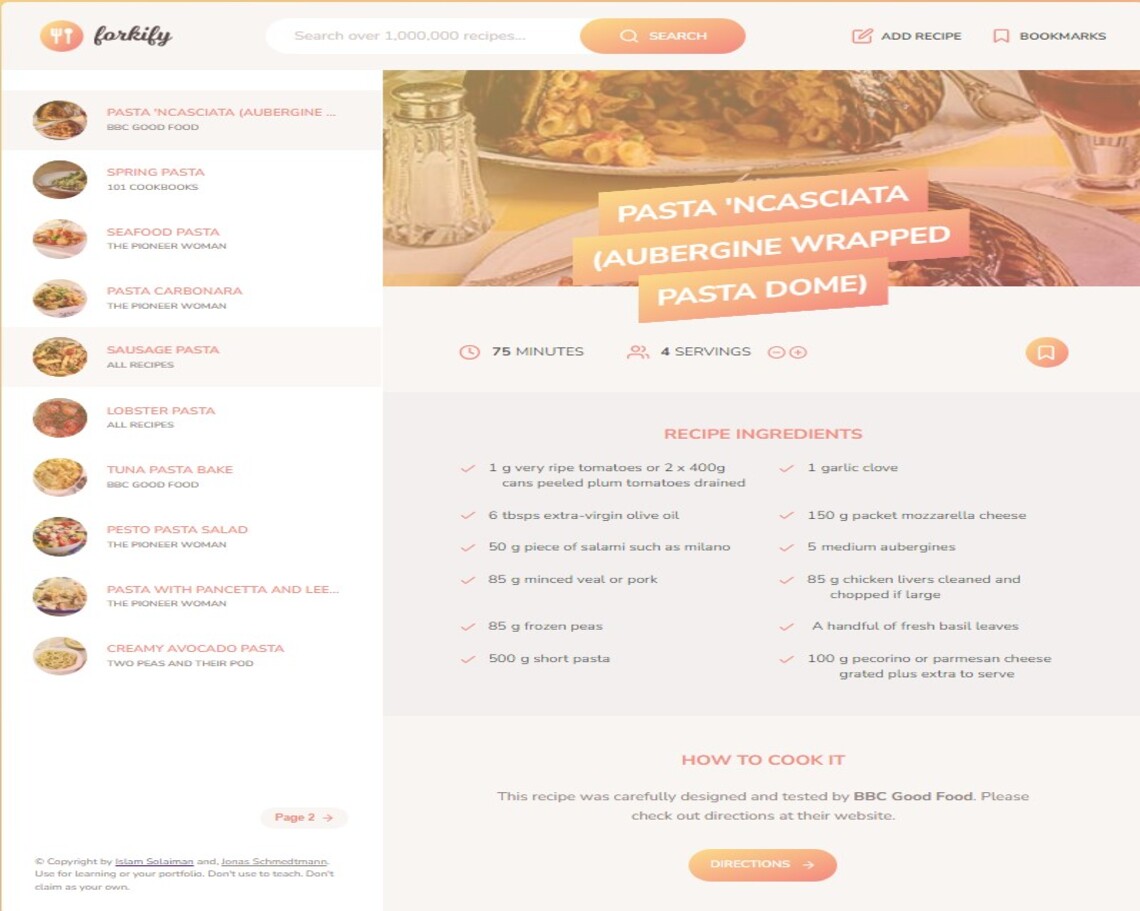 forkify
Search over 1,000,000 recipes...
SEARCH
ADD RECIPE
BOOKMARKS
PASTA 'NCASCIATA (AUBERGINE ...
BBC GOOD FOOD
SPRING PASTA
101 COOKBOOKS
SEAFOOD PASTA
THE PIONEER WOMAN
PASTA CARBONARA
THE PIONEER WOMAN
SAUSAGE PASTA
ALL RECIPES
LOBSTER PASTA
ALL RECIPES
TUNA PASTA BAKE
BBC GOOD FOOD
PESTO PASTA SALAD
THE PIONEER WOMAN
PASTA WITH PANCETTA AND LEE...
THE PIONEER WOMAN
CREAMY AVOCADO PASTA
TWO PEAS AND THEIR POD
Page 2
© Copyright by Islam Solaiman and, Jonas Schmedtmann.
Use for learning or your portfolio. Don't use to teach. Don't
claim as your own.
PASTA 'NCASCIATA
(AUBERGINE WRAPPED
PASTA DOME)
75 MINUTES
4 SERVINGS
RECIPE INGREDIENTS
1 g very ripe tomatoes or 2 x 400g
cans peeled plum tomatoes drained
1 garlic clove
6 tbsps extra-virgin olive oil
150 g packet mozzarella cheese
50 g piece of salami such as milano
5 medium aubergines
85 g minced veal or pork
85 g chicken livers cleaned and
chopped if large
85 g frozen peas
A handful of fresh basil leaves
500 g short pasta
100 g pecorino or parmesan cheese
grated plus extra to serve
HOW TO COOK IT
This recipe was carefully designed and tested by BBC Good Food. Please
check out directions at their website.
DIRECTIONS